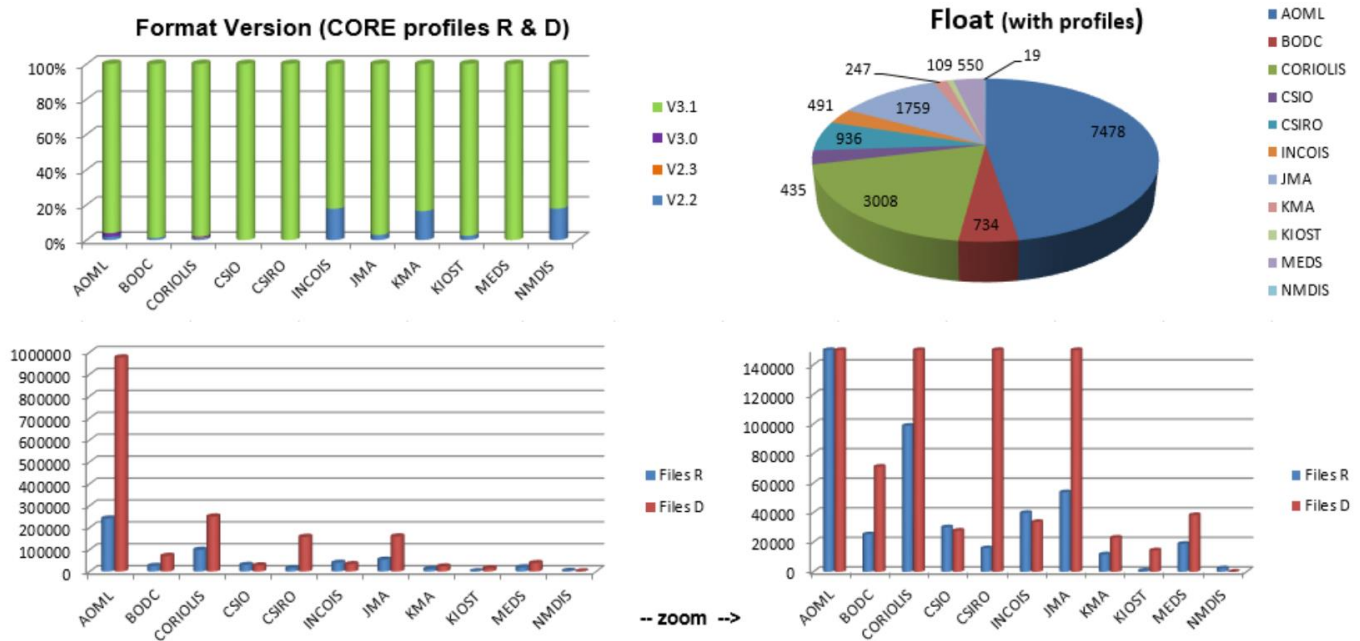 Format Version (CORE profiles R & D)
100%
80%
60%
40%
20%
0%
AOML
BODC
CORIOLIS
CSIO
CSIRO
INCOIS
JMA
KMA
KIOST
MEDS
NMDIS
V3.1
V3.0
V2.3
V2.2
Float (with profiles)
247
109
550
19
491
1759
7478
936
435
3008
734
AOML
BODC
CORIOLIS
CSIO
CSIRO
INCOIS
JMA
KMA
KIOST
MEDS
NMDIS
1000000
900000
800000
700000
600000
500000
400000
300000
200000
100000
0
AOML
BODC
CORIOLIS
CSIO
CSIRO
INCOIS
JMA
KMA
KIOST
MEDS
NMDIS
Files R
Files D
-- zoom -->
140000
120000
100000
80000
60000
40000
20000
0
AOML
BODC
CORIOLIS
CSIO
CSIRO
INCOIS
JMA
KMA
KIOST
MEDS
NMDIS
Files R
Files D